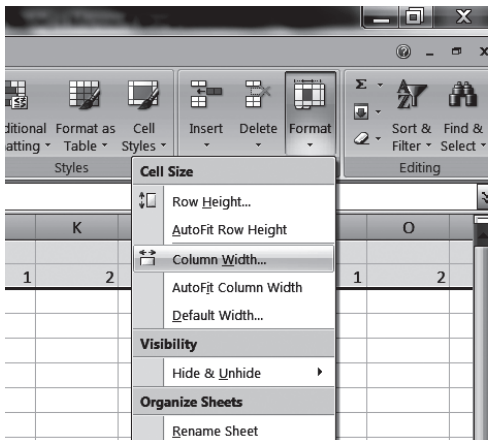 ditional Format as Cell Insert Delete Format Sort & Find &
atting Table Styles Filter Select
Styles Editing
Cell Size
Row Height...
AutoFit Row Height
Column Width...
AutoFit Column Width
Default Width...
Visibility
Hide & Unhide
Organize Sheets
Rename Sheet
K O
1 2 1 2